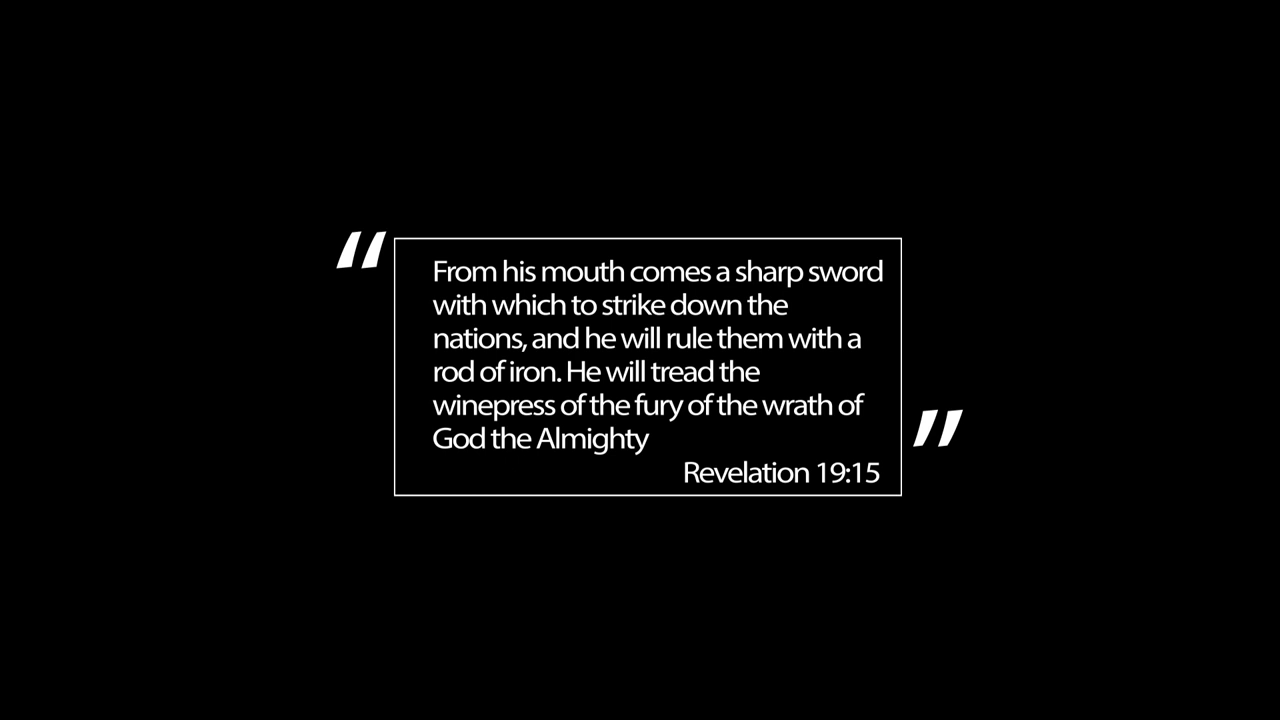 “
From his mouth comes a sharp sword
with which to strike down the
nations, and he will rule them with a
rod of iron. He will tread the
winepress of the fury of the wrath of
God the Almighty
”
Revelation 19:15